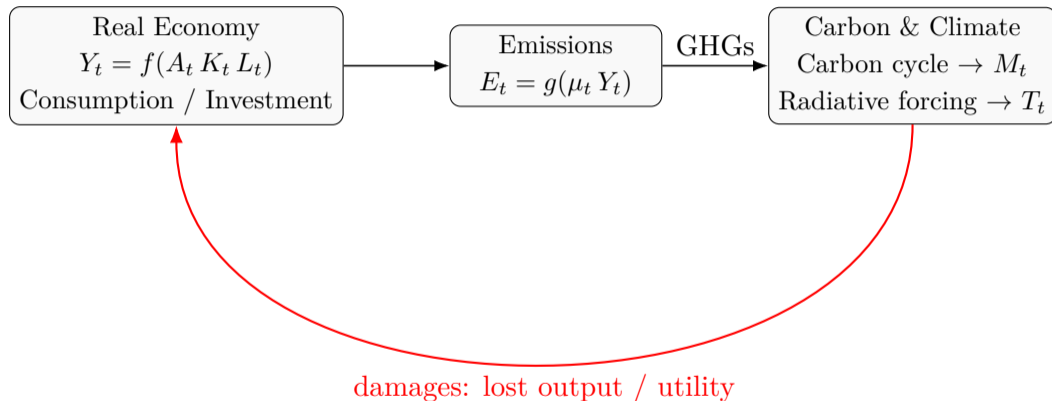 Real Economy
Y_t = f(A_t K_t L_t)
Consumption / Investment
Emissions
E_t = g(μ_t Y_t)
GHGs
Carbon & Climate
Carbon cycle → M_t
Radiative forcing → T_t
damages: lost output / utility